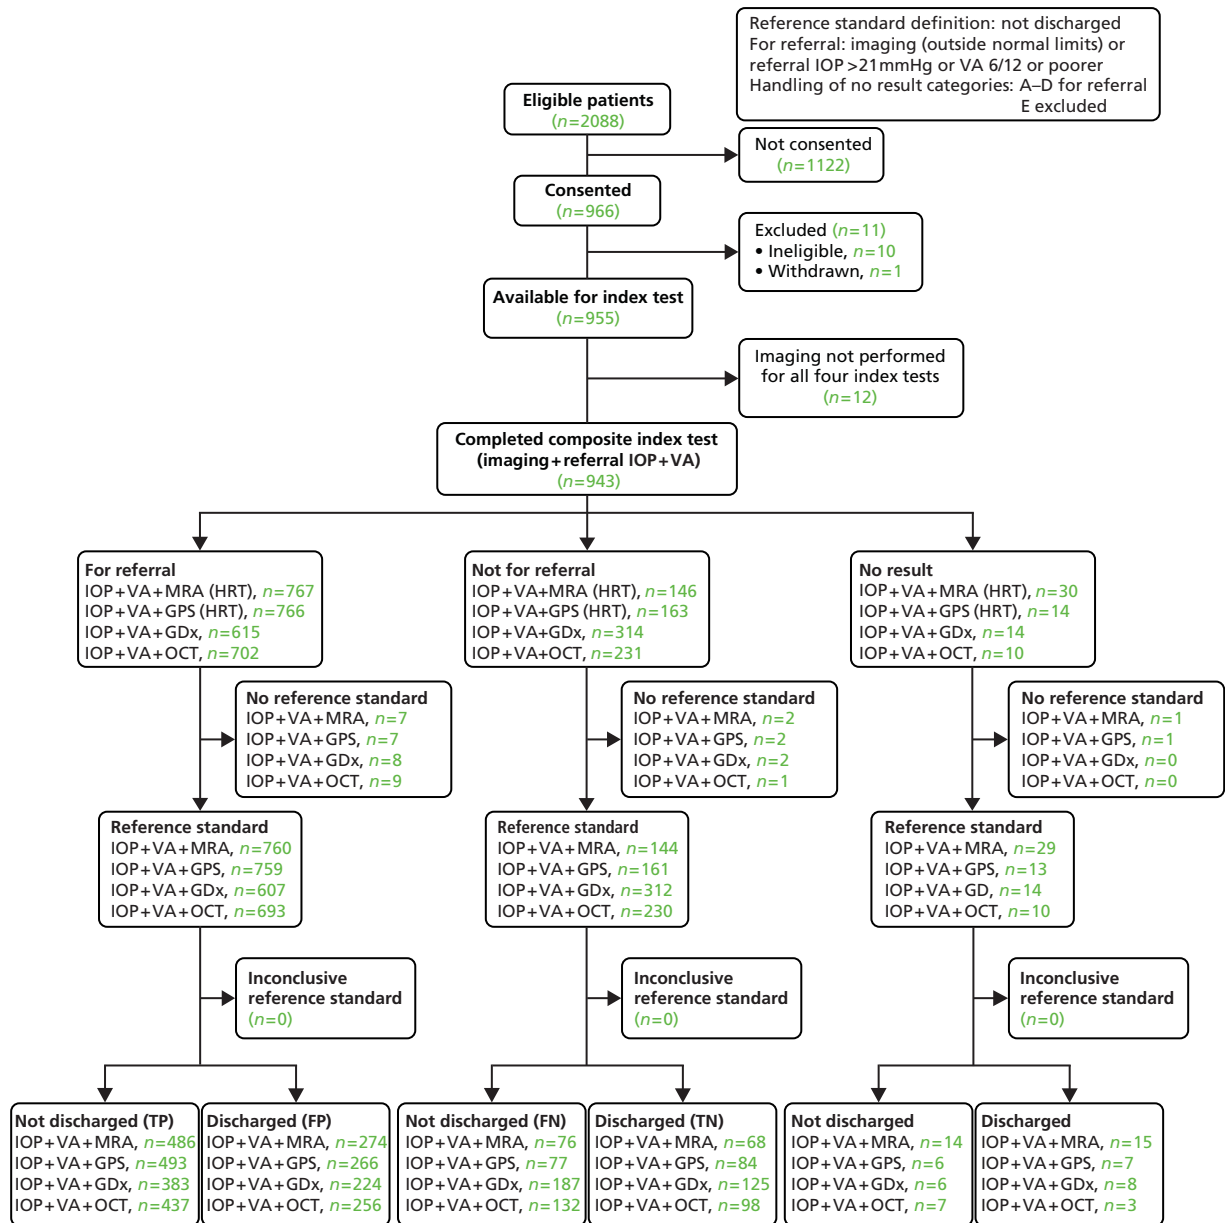 Reference standard definition: not discharged
For referral: imaging (outside normal limits) or
referral IOP >21mmHg or VA 6/12 or poorer
Handling of no result categories: A–D for referral
E excluded
Eligible patients
(n=2088)
Not consented
(n=1122)
Consented
(n=966)
Excluded (n=11)
• Ineligible, n=10
• Withdrawn, n=1
Available for index test
(n=955)
Imaging not performed
for all four index tests
(n=12)
Completed composite index test
(imaging+referral IOP+VA)
(n=943)
For referral
IOP+VA+MRA (HRT), n=767
IOP+VA+GPS (HRT), n=766
IOP+VA+GDx, n=615
IOP+VA+OCT, n=702
Not for referral
IOP+VA+MRA (HRT), n=146
IOP+VA+GPS (HRT), n=163
IOP+VA+GDx, n=314
IOP+VA+OCT, n=231
No result
IOP+VA+MRA (HRT), n=30
IOP+VA+GPS (HRT), n=14
IOP+VA+GDx, n=14
IOP+VA+OCT, n=10
No reference standard
IOP+VA+MRA, n=7
IOP+VA+GPS, n=7
IOP+VA+GDx, n=8
IOP+VA+OCT, n=9
No reference standard
IOP+VA+MRA, n=2
IOP+VA+GPS, n=2
IOP+VA+GDx, n=2
IOP+VA+OCT, n=1
No reference standard
IOP+VA+MRA, n=1
IOP+VA+GPS, n=1
IOP+VA+GDx, n=0
IOP+VA+OCT, n=0
Reference standard
IOP+VA+MRA, n=760
IOP+VA+GPS, n=759
IOP+VA+GDx, n=607
IOP+VA+OCT, n=693
Reference standard
IOP+VA+MRA, n=144
IOP+VA+GPS, n=161
IOP+VA+GDx, n=312
IOP+VA+OCT, n=230
Reference standard
IOP+VA+MRA, n=29
IOP+VA+GPS, n=13
IOP+VA+GD, n=14
IOP+VA+OCT, n=10
Inconclusive
reference standard
(n=0)
Inconclusive
reference standard
(n=0)
Inconclusive
reference standard
(n=0)
Not discharged (TP)
IOP+VA+MRA, n=486
IOP+VA+GPS, n=493
IOP+VA+GDx, n=383
IOP+VA+OCT, n=437
Discharged (FP)
IOP+VA+MRA, n=274
IOP+VA+GPS, n=266
IOP+VA+GDx, n=224
IOP+VA+OCT, n=256
Not discharged (FN)
IOP+VA+MRA, n=76
IOP+VA+GPS, n=77
IOP+VA+GDx, n=187
IOP+VA+OCT, n=132
Discharged (TN)
IOP+VA+MRA, n=68
IOP+VA+GPS, n=84
IOP+VA+GDx, n=125
IOP+VA+OCT, n=98
Not discharged
IOP+VA+MRA, n=14
IOP+VA+GPS, n=6
IOP+VA+GDx, n=6
IOP+VA+OCT, n=7
Discharged
IOP+VA+MRA, n=15
IOP+VA+GPS, n=7
IOP+VA+GDx, n=8
IOP+VA+OCT, n=3